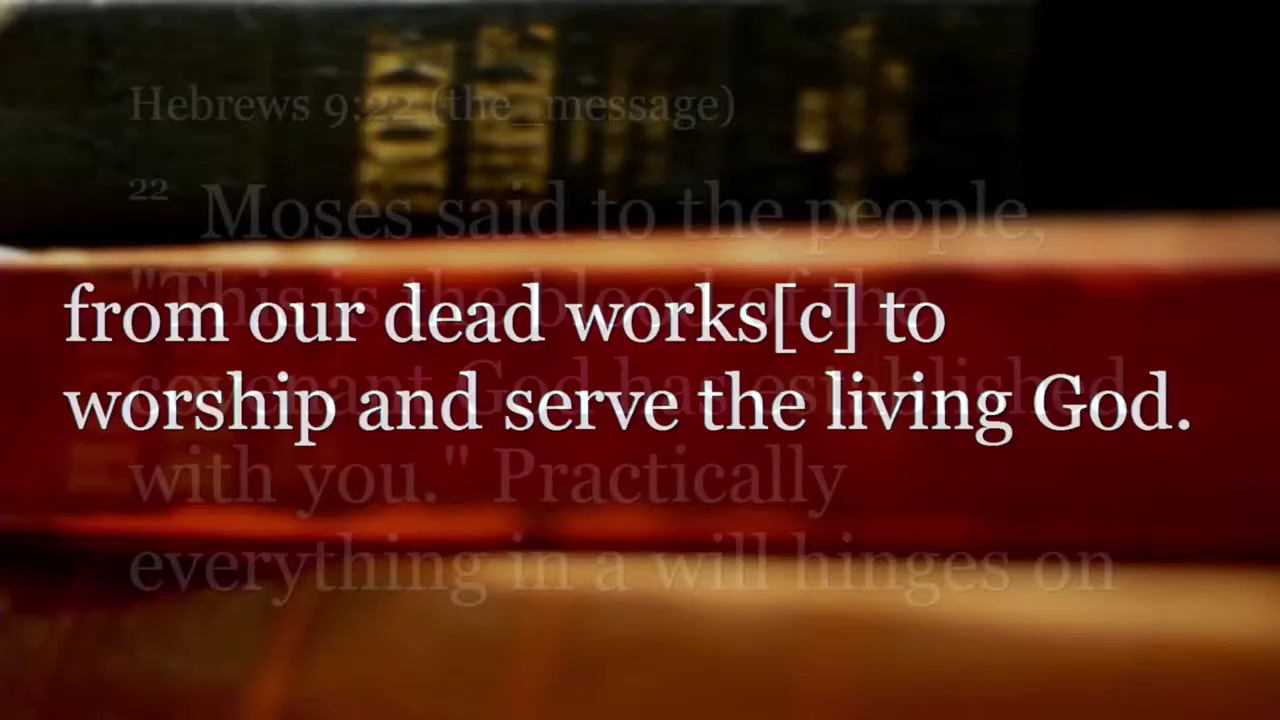 Hebrews 9:22 (the_message)
22 Moses said to the people,
"This is the blood of the
from our dead works[c] to
covenant God has established
worship and serve the living God.
with you." Practically
everything in a will hinges on